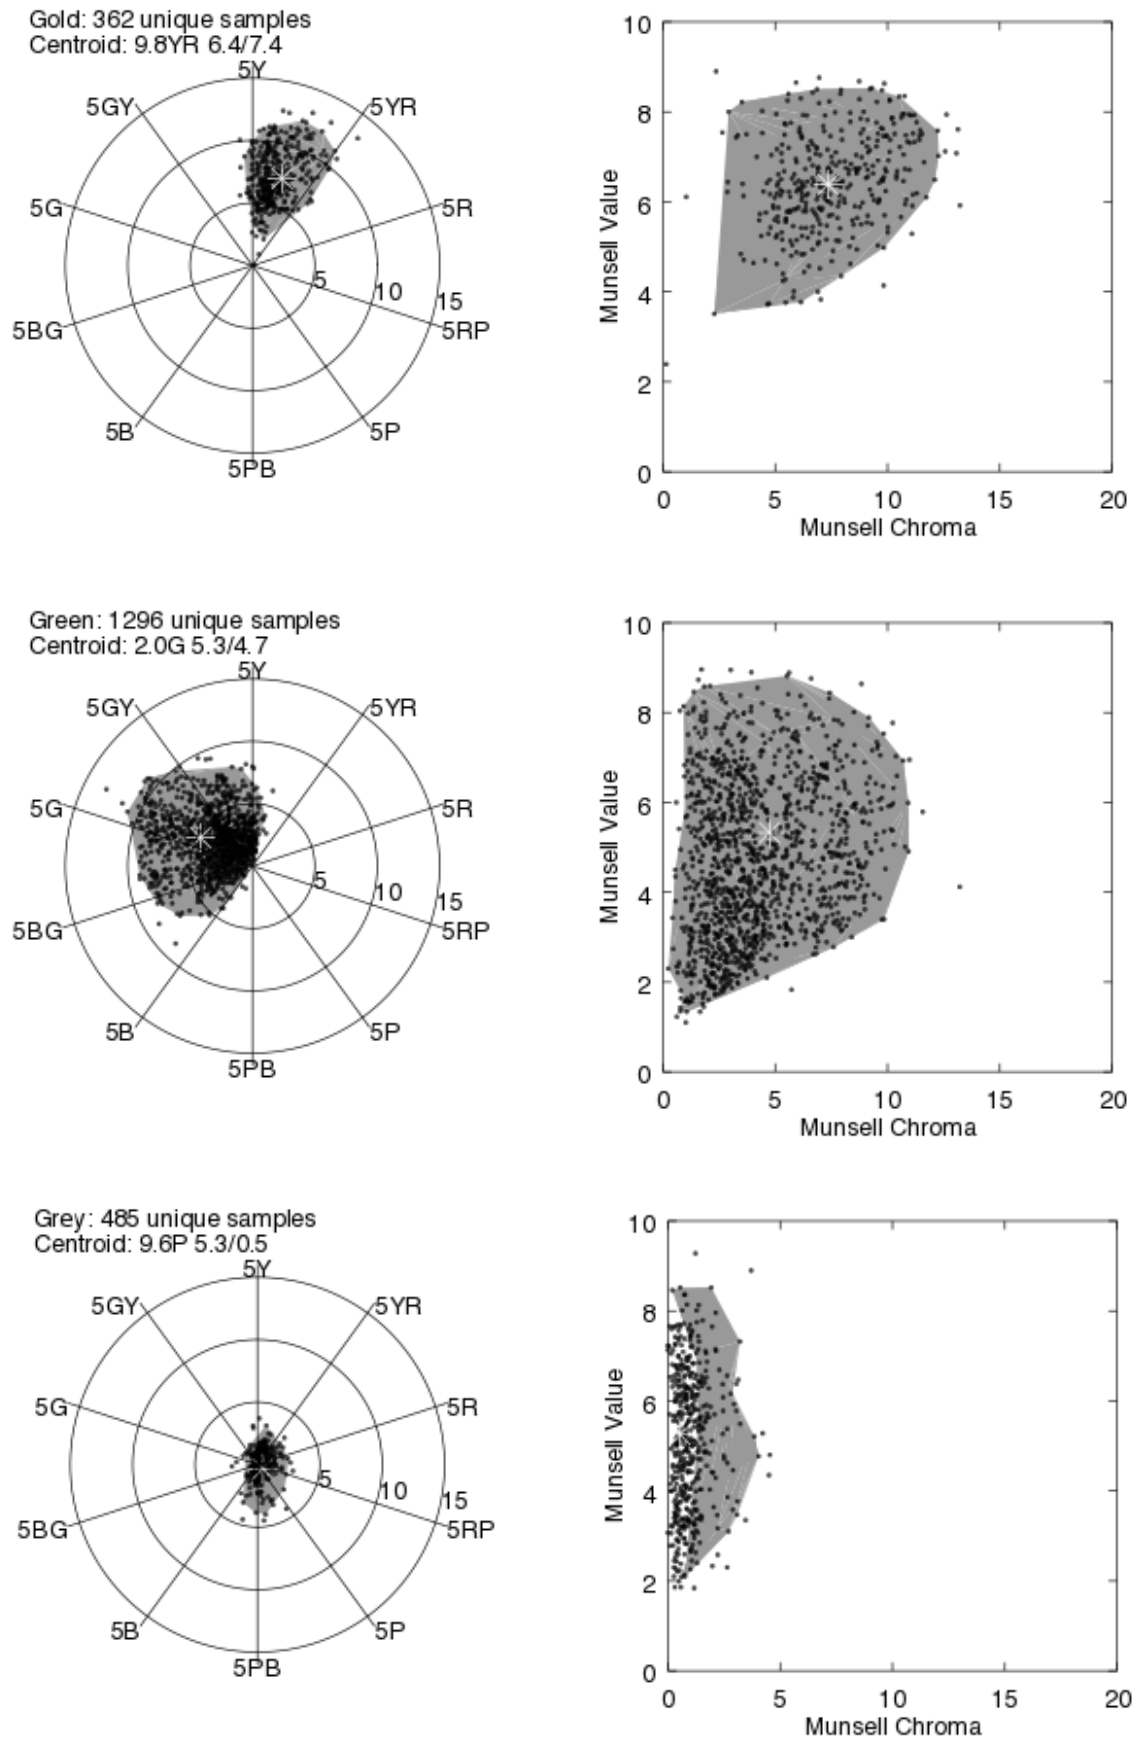 Gold: 362 unique samples
Centroid: 9.8YR 6.4/7.4
5Y
5GY
5YR
5G
5R
5
10
15
5BG
5RP
5B
5P
5PB
10
8
6
4
2
0
Munsell Value
0 5 10 15 20
Munsell Chroma
Green: 1296 unique samples
Centroid: 2.0G 5.3/4.7
5Y
5GY
5YR
5G
5R
5
10
15
5BG
5RP
5B
5P
5PB
10
8
6
4
2
0
Munsell Value
0 5 10 15 20
Munsell Chroma
Grey: 485 unique samples
Centroid: 9.6P 5.3/0.5
5Y
5GY
5YR
5G
5R
5
10
15
5BG
5RP
5B
5P
5PB
10
8
6
4
2
0
Munsell Value
0 5 10 15 20
Munsell Chroma